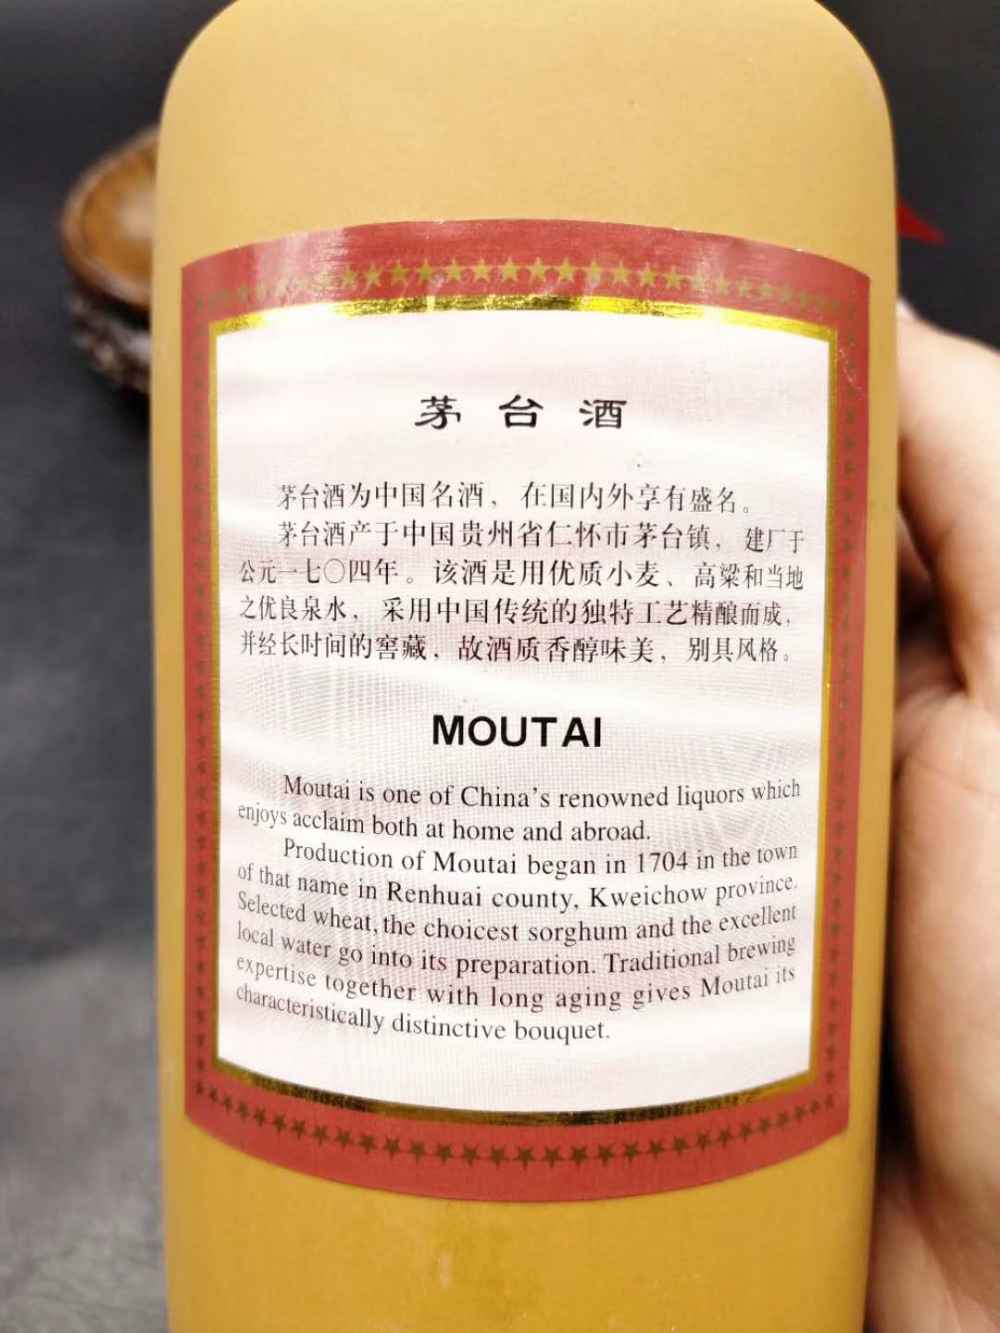 茅台酒
茅台酒为中国名酒，在国内外享有盛名。
茅台酒产于中国贵州省仁怀市茅台镇，建厂于
公元一七〇四年。该酒是用优质小麦、高粱和当地
之优良泉水，采用中国传统的独特工艺精酿而成，
并经长时间的窖藏，故酒质香醇味美，别具风格。
MOUTAI
Moutai is one of China's renowned liquors which
enjoys acclaim both at home and abroad.
Production of Moutai began in 1704 in the town
of that name in Renhuai county, Kweichow province.
Selected wheat, the choicest sorghum and the excellent
local water go into its preparation. Traditional brewing
expertise together with long aging gives Moutai its
characteristically distinctive bouquet.